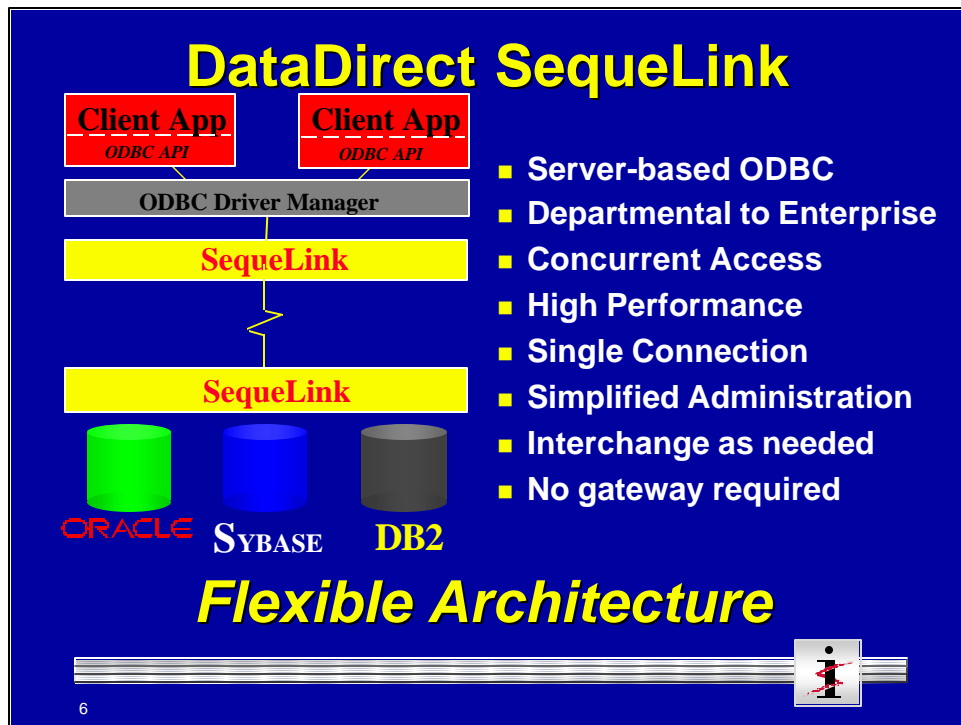 DataDirect SequeLink
Client App
ODBC API
Client App
ODBC API
ODBC Driver Manager
SequeLink
SequeLink
ORACLE
SYBASE
DB2
Server-based ODBC
Departmental to Enterprise
Concurrent Access
High Performance
Single Connection
Simplified Administration
Interchange as needed
No gateway required
Flexible Architecture
i
6